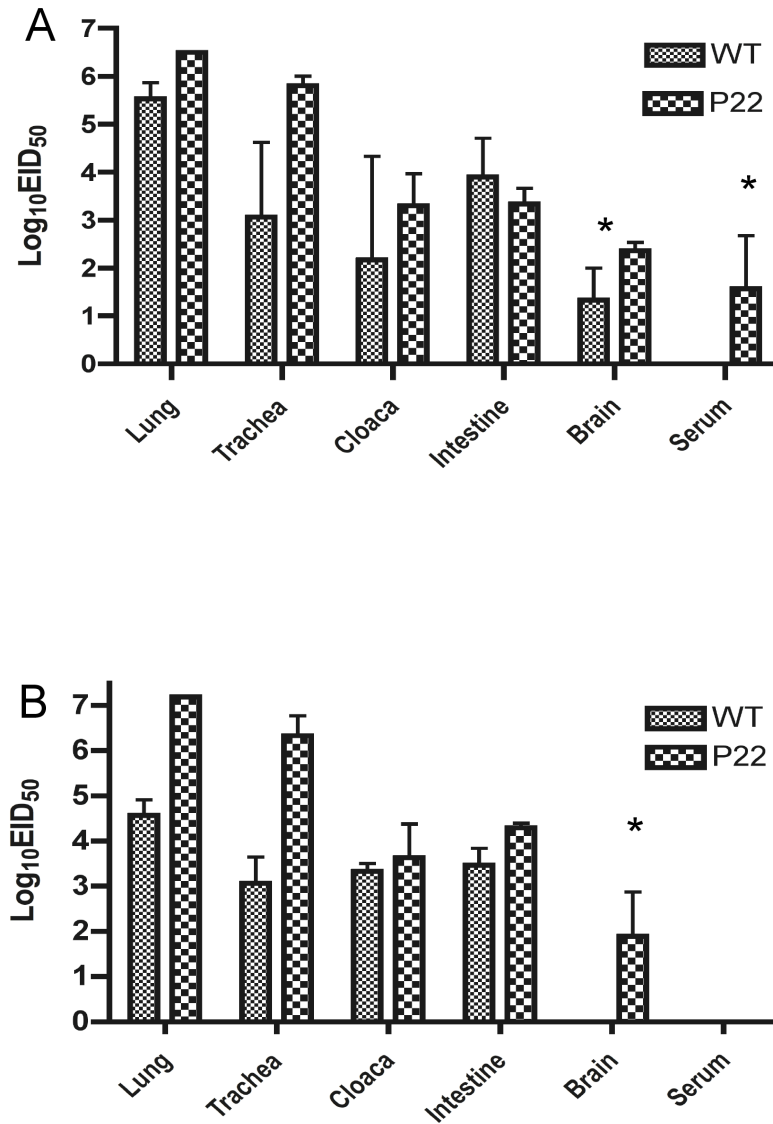 A
7
6
5
4
3
2
1
0
Log10EID50
WT
P22
*
*
Lung
Trachea
Cloaca
Intestine
Brain
Serum
B
7
6
5
4
3
2
1
0
Log10EID50
WT
P22
*
Lung
Trachea
Cloaca
Intestine
Brain
Serum